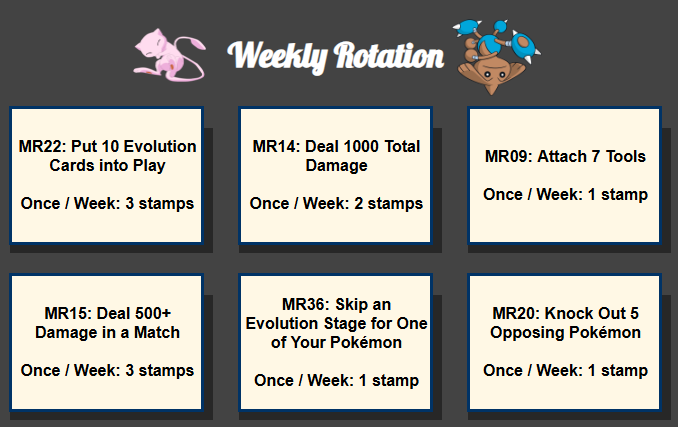 Weekly Rotation
MR22: Put 10 Evolution
Cards into Play
Once / Week: 3 stamps
MR14: Deal 1000 Total
Damage
Once / Week: 2 stamps
MR09: Attach 7 Tools
Once / Week: 1 stamp
MR15: Deal 500+
Damage in a Match
Once / Week: 3 stamps
MR36: Skip an
Evolution Stage for One
of Your Pokémon
Once / Week: 1 stamp
MR20: Knock Out 5
Opposing Pokémon
Once / Week: 1 stamp